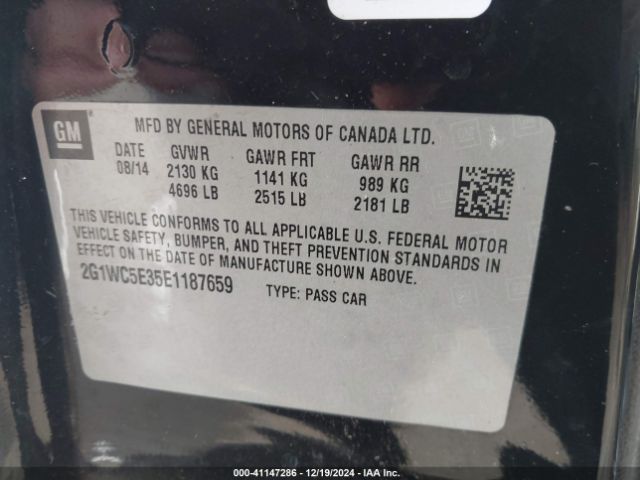 GM
MFD BY GENERAL MOTORS OF CANADA LTD.
DATE GVWR GAWR FRT GAWR RR
08/14 2130 KG 1141 KG 989 KG
4696 LB 2515 LB 2181 LB
THIS VEHICLE CONFORMS TO ALL APPLICABLE U.S. FEDERAL MOTOR
VEHICLE SAFETY, BUMPER, AND THEFT PREVENTION STANDARDS IN
EFFECT ON THE DATE OF MANUFACTURE SHOWN ABOVE.
2G1WC5E35E1187659 TYPE: PASS CAR
000-41147286 - 12/19/2024 - IAA Inc.